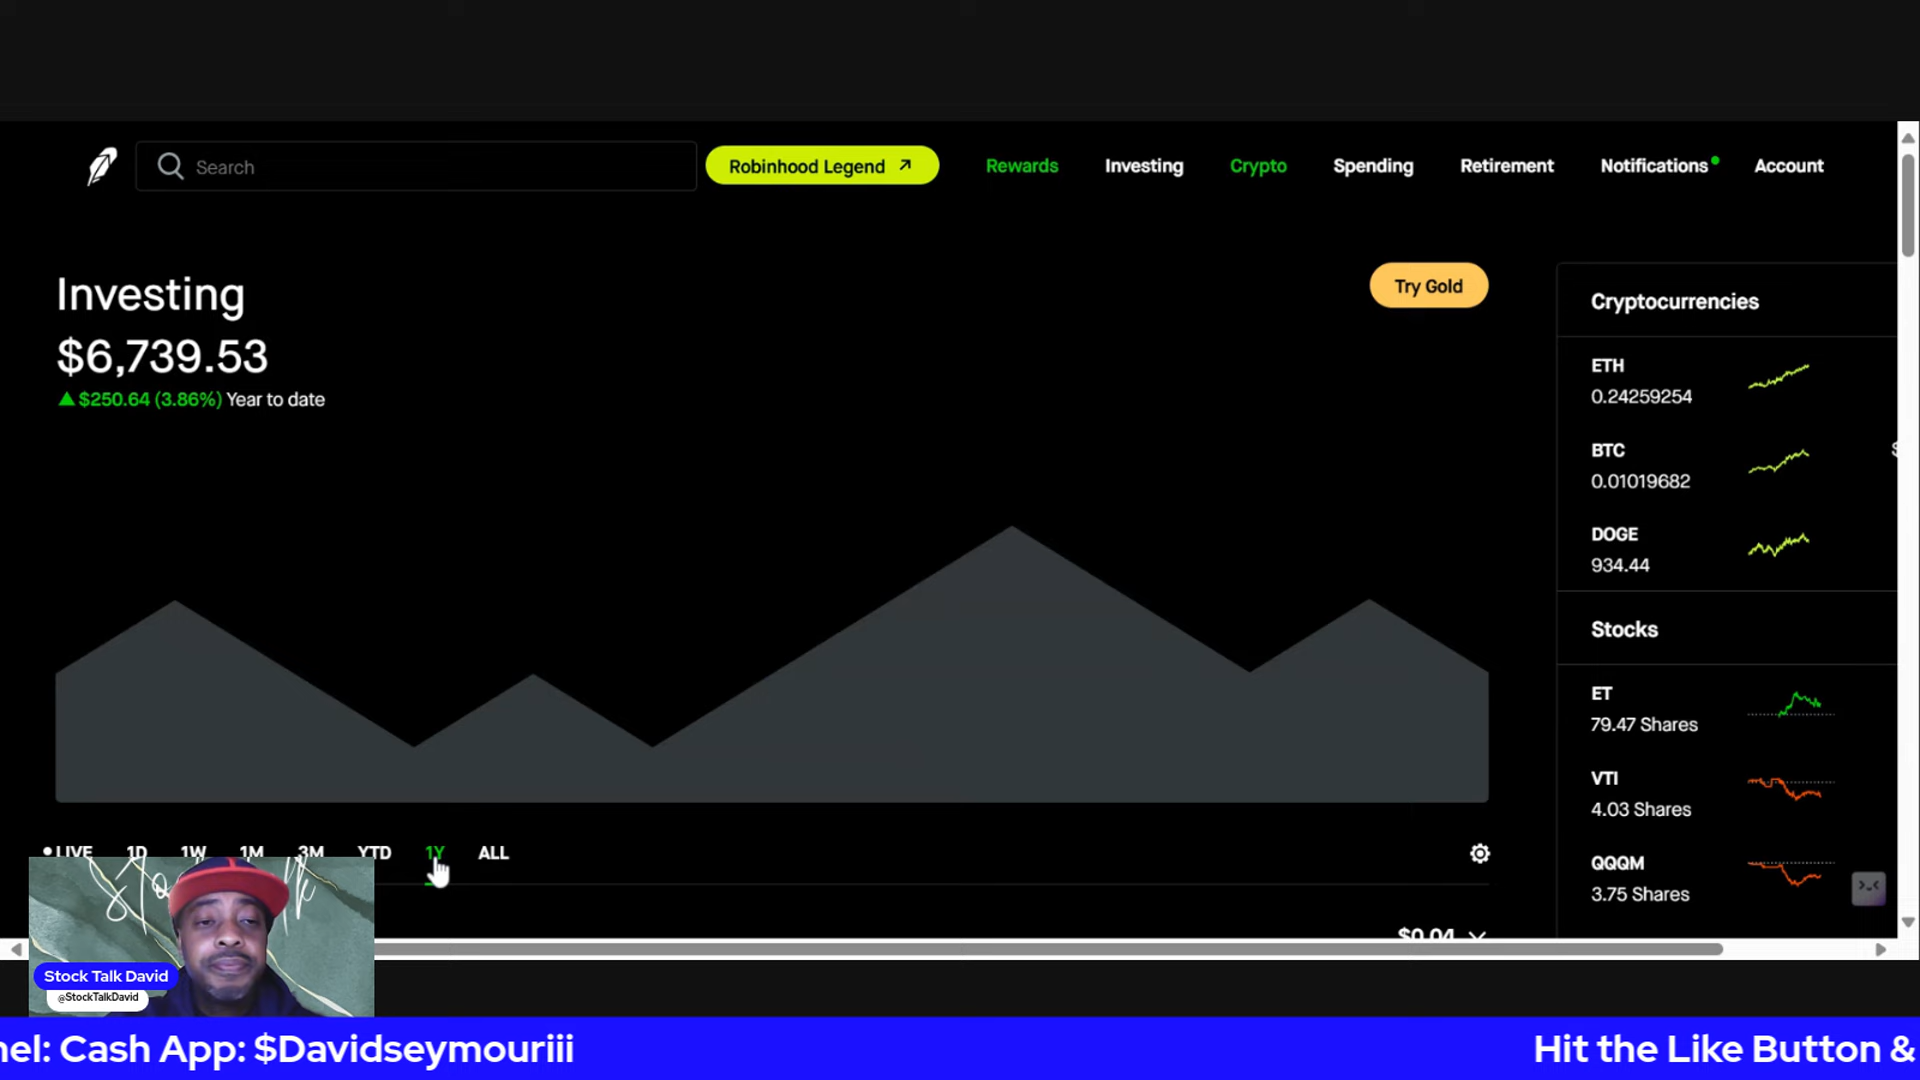 Search
Robinhood Legend
Rewards
Investing
Crypto
Spending
Retirement
Notifications
Account
Investing
$6,739.53
$250.64 (3.86%) Year to date
Try Gold
LIVE
1D
1W
1M
3M
YTD
1Y
ALL
$0.04
Cryptocurrencies
ETH
0.24259254
BTC
0.01019682
$
DOGE
934.44
Stocks
ET
79.47 Shares
VTI
4.03 Shares
QQQM
3.75 Shares
Stock Talk David
@StockTalkDavid
nel: Cash App: $Davidseymouriii
Hit the Like Button &